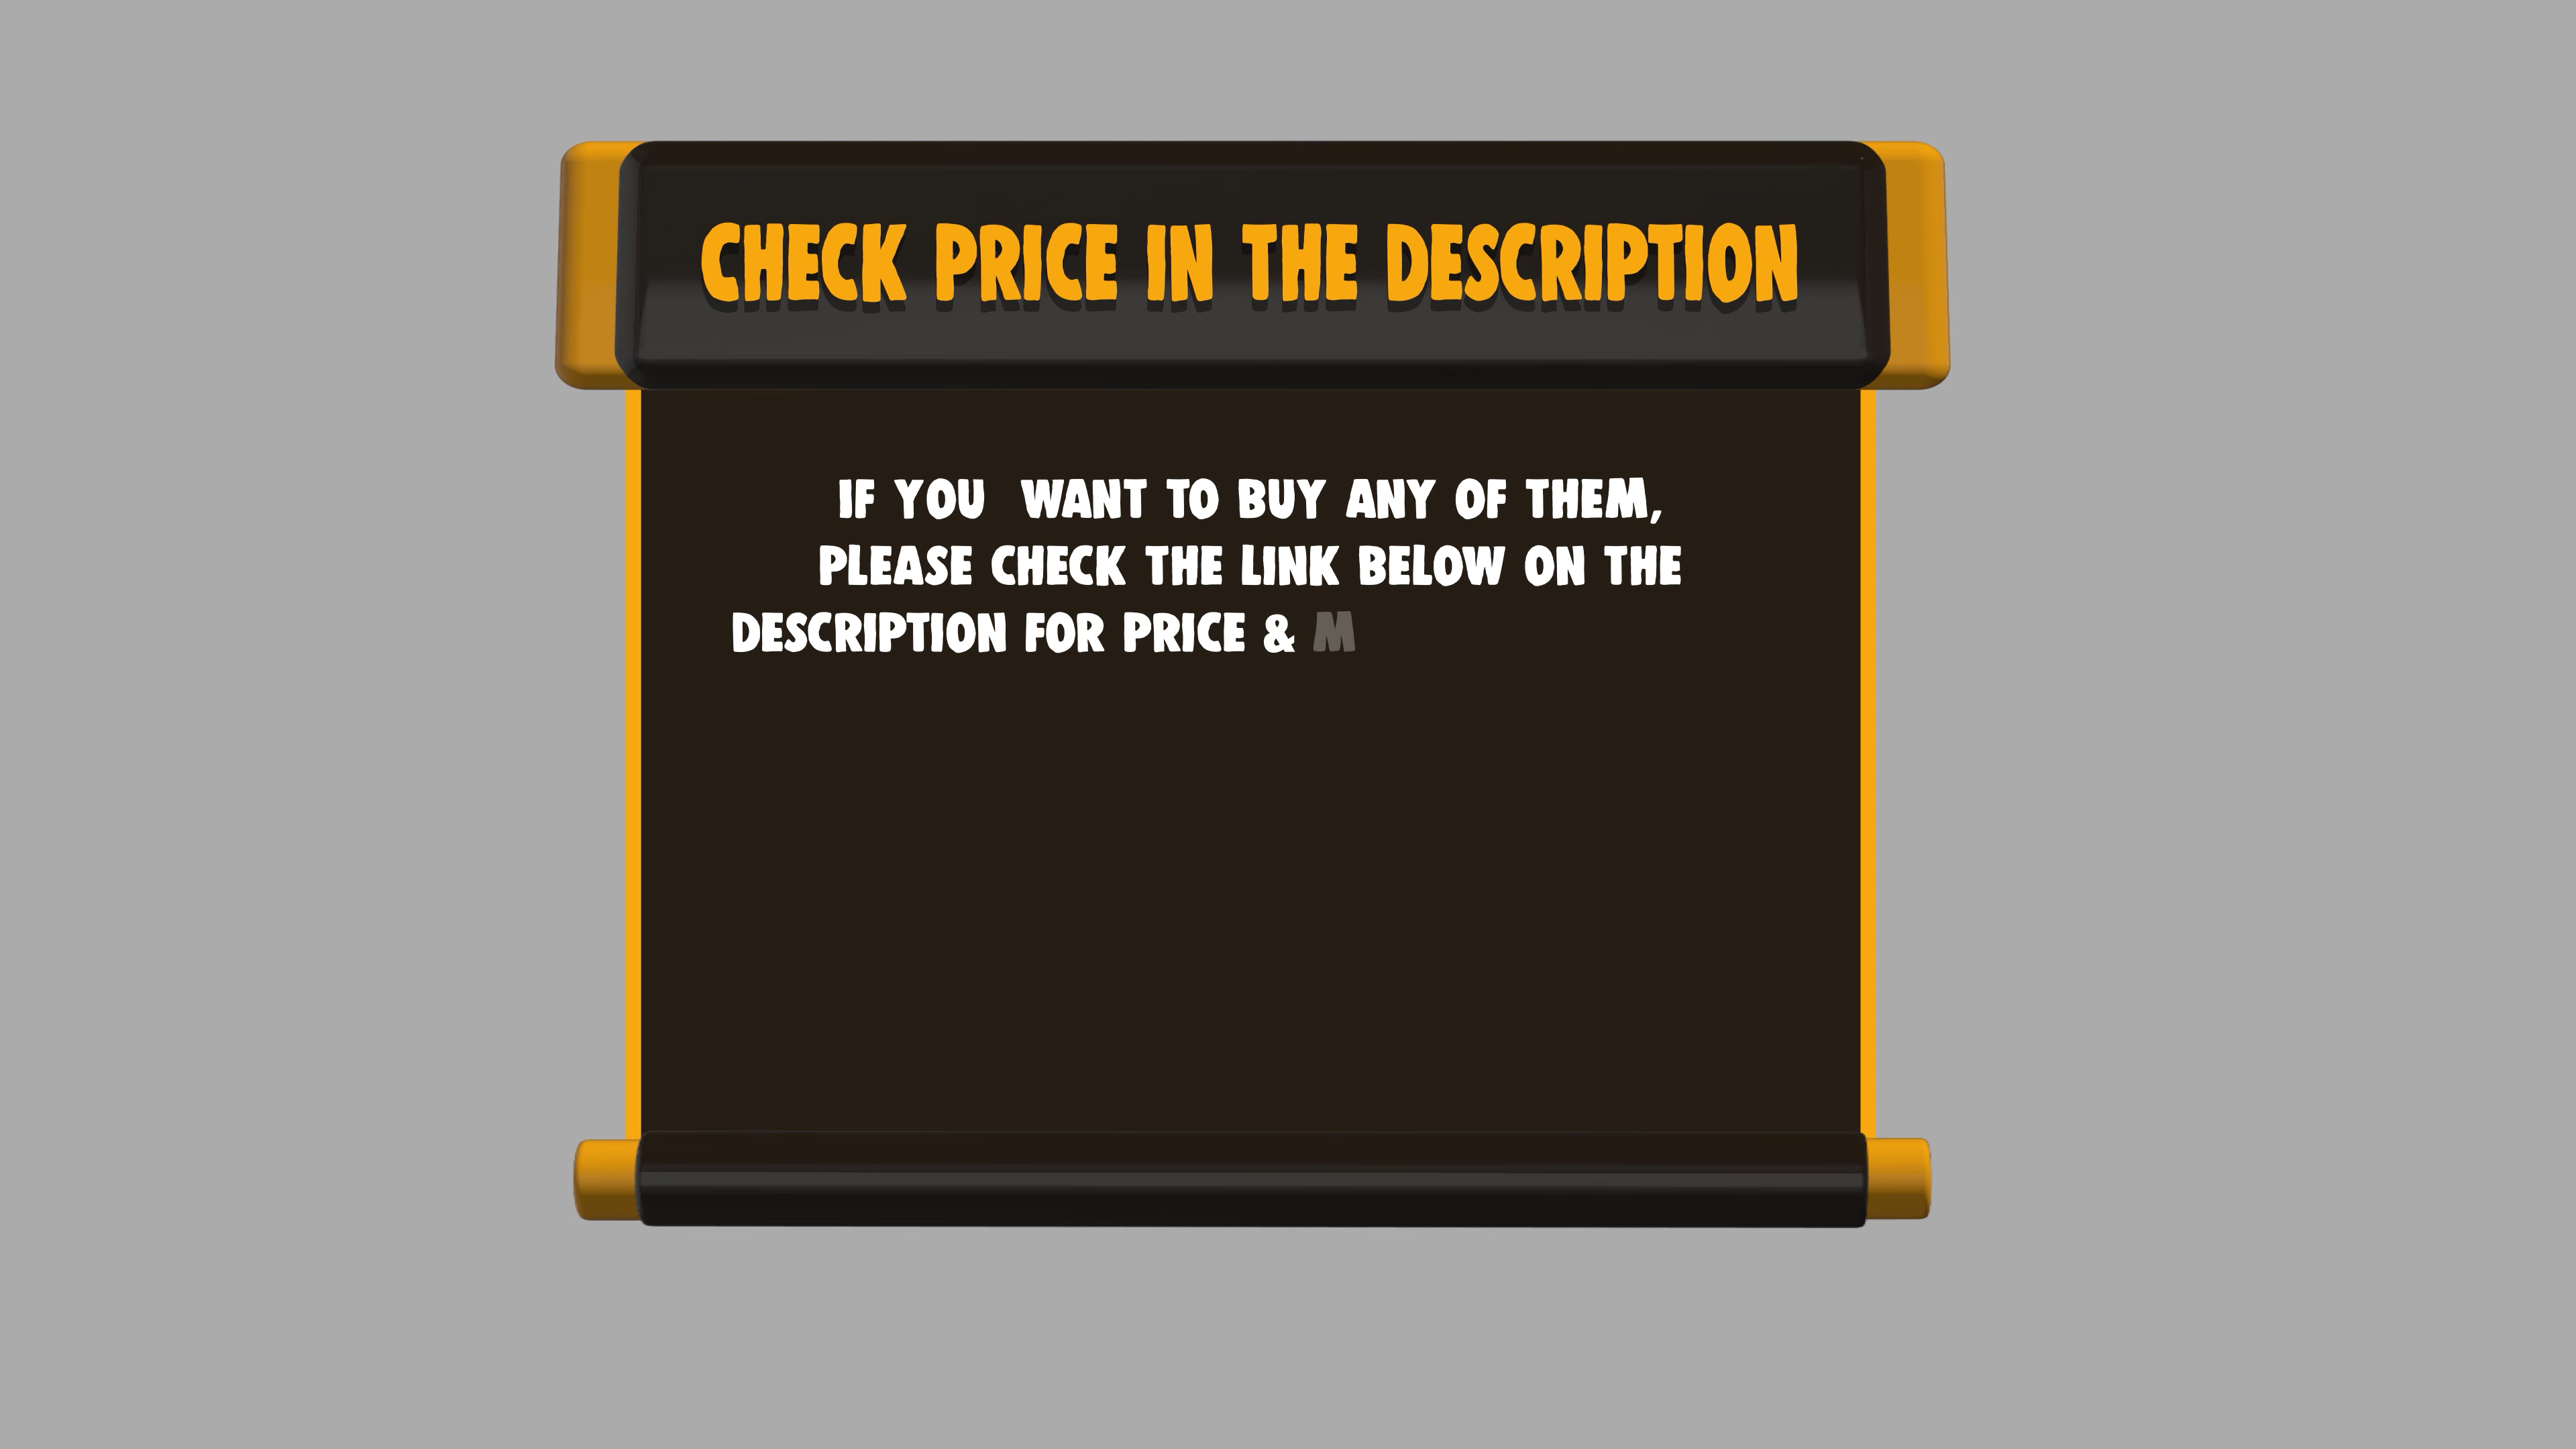 CHECK PRICE IN THE DESCRIPTION
IF YOU  WANT TO BUY ANY OF THEM,
PLEASE CHECK THE LINK BELOW ON THE
DESCRIPTION FOR PRICE & M